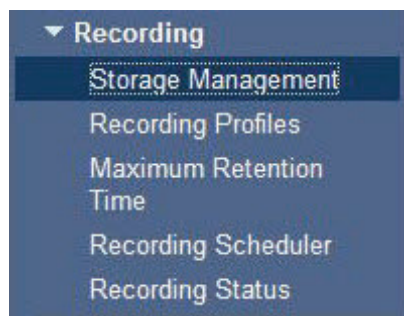 Recording
Storage Management
Recording Profiles
Maximum Retention
Time
Recording Scheduler
Recording Status